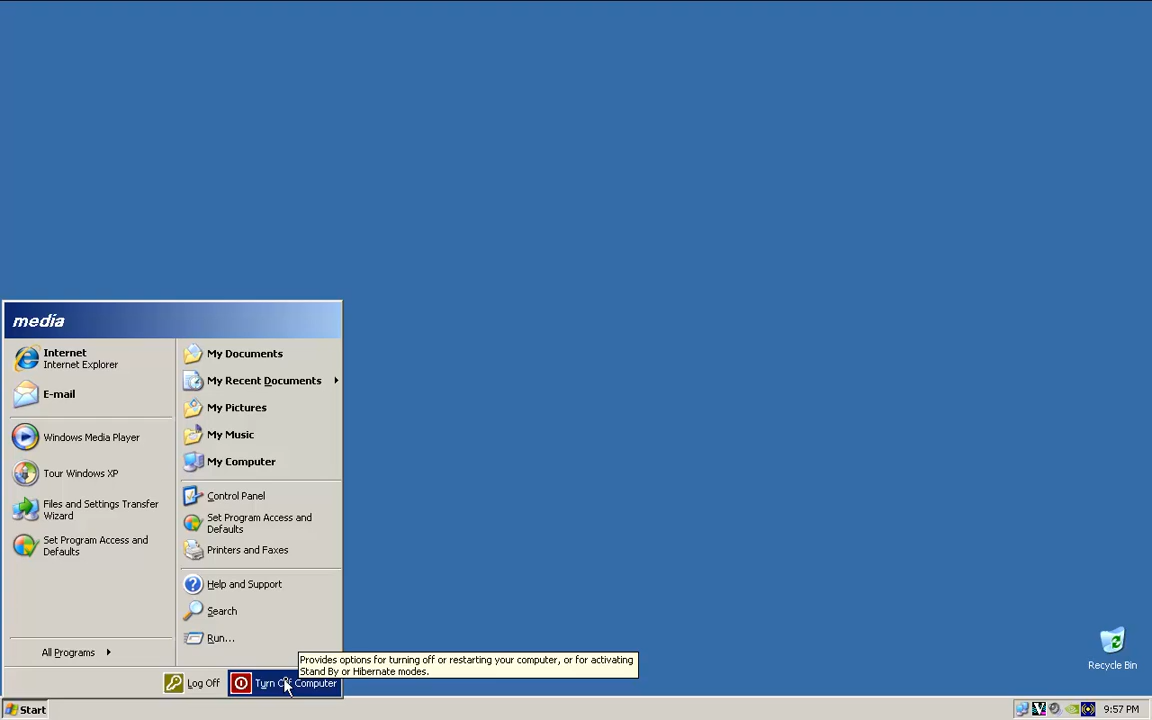 media
Internet
Internet Explorer
E-mail
Windows Media Player
Tour Windows XP
Files and Settings Transfer
Wizard
Set Program Access and
Defaults
All Programs
My Documents
My Recent Documents
My Pictures
My Music
My Computer
Control Panel
Set Program Access and
Defaults
Printers and Faxes
Help and Support
Search
Run...
Provides options for turning off or restarting your computer, or for activating
Stand By or Hibernate modes.
Log Off
Turn Off Computer
Recycle Bin
Start
9:57 PM